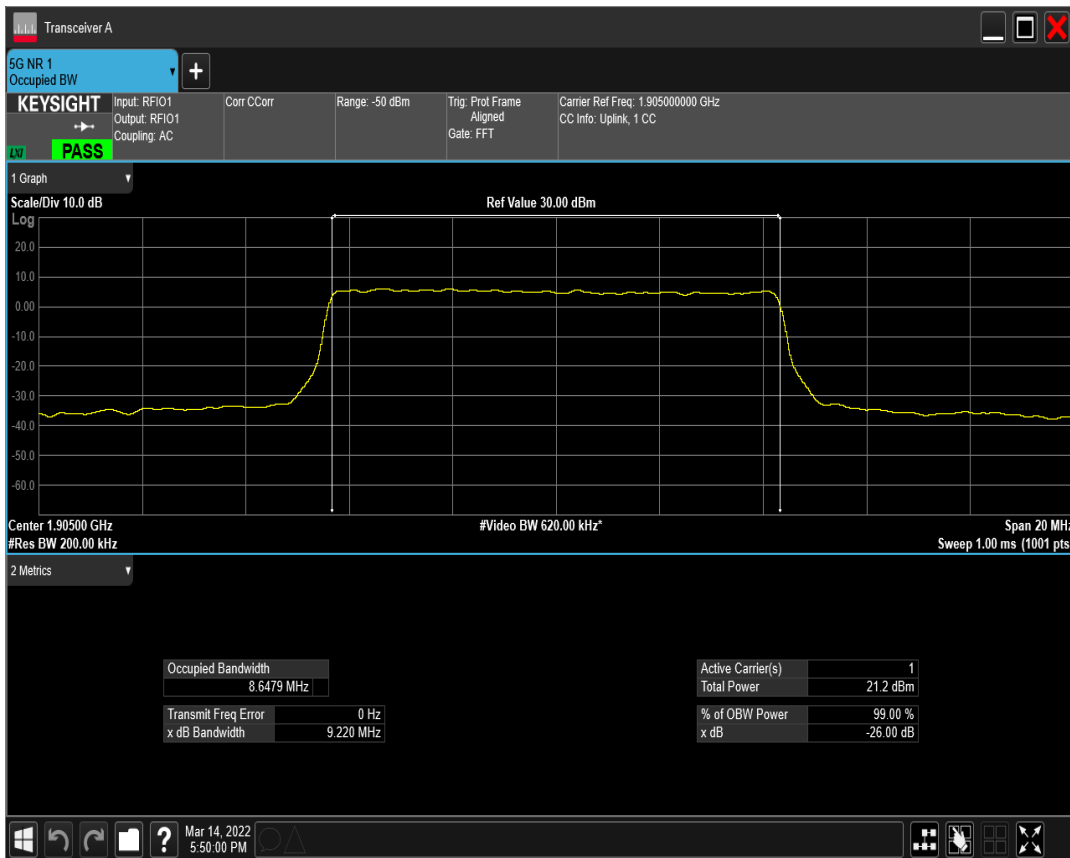 Transceiver A
5G NR 1
Occupied BW
+
KEYSIGHT
LXI
PASS
Input: RFIO1
Output: RFIO1
Coupling: AC
Corr CCorr
Range: -50 dBm
Trig: Prot Frame
Aligned
Gate: FFT
Carrier Ref Freq: 1.905000000 GHz
CC Info: Uplink, 1 CC
1 Graph
Scale/Div 10.0 dB
Ref Value 30.00 dBm
Log
20.0
10.0
0.00
-10.0
-20.0
-30.0
-40.0
-50.0
-60.0
Center 1.90500 GHz
#Video BW 620.00 kHz*
Span 20 MHz
#Res BW 200.00 kHz
Sweep 1.00 ms (1001 pts
2 Metrics
Occupied Bandwidth
8.6479 MHz
Transmit Freq Error 0 Hz
x dB Bandwidth 9.220 MHz
Active Carrier(s) 1
Total Power 21.2 dBm
% of OBW Power 99.00 %
x dB -26.00 dB
?
Mar 14, 2022
5:50:00 PM